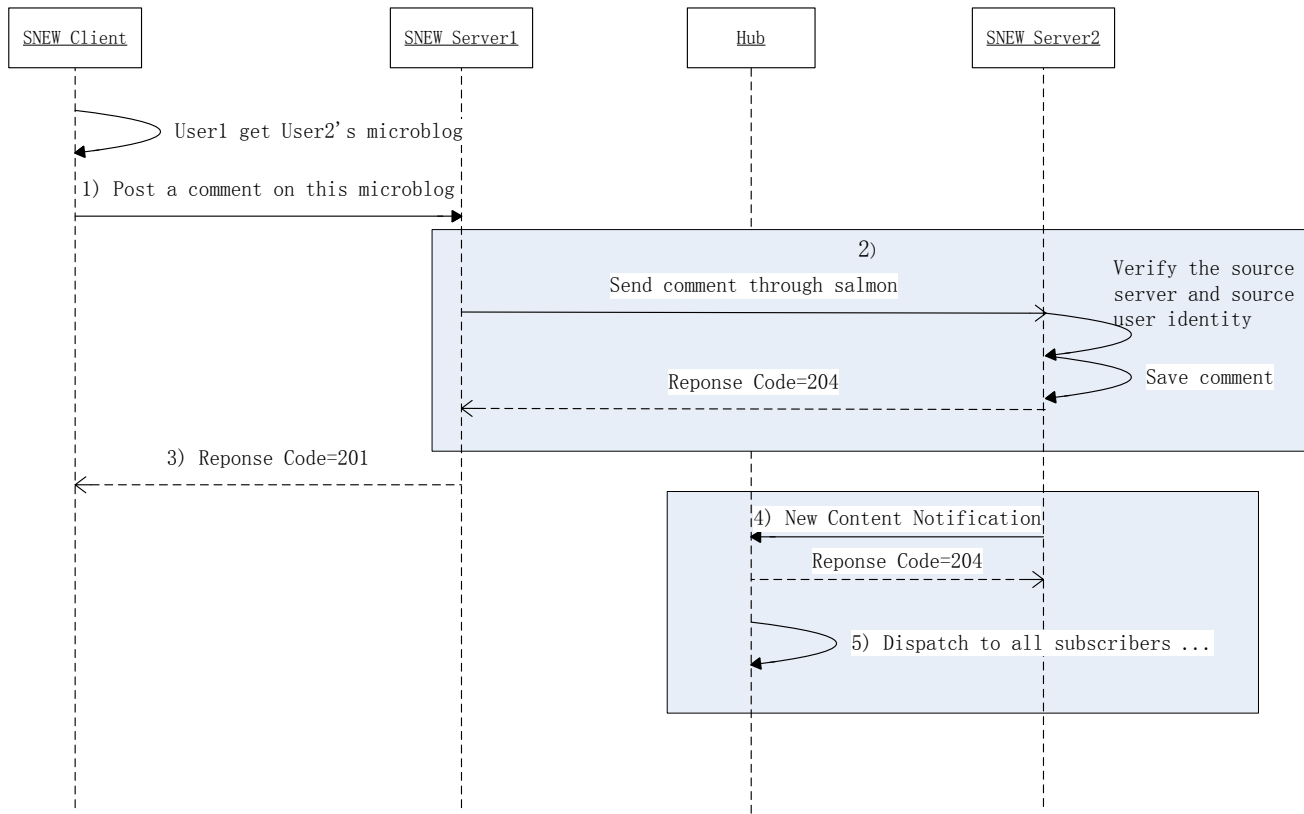 SNEW Client
SNEW Server1
Hub
SNEW Server2
User1 get User2's microblog
1) Post a comment on this microblog
2)
Verify the source
server and source
user identity
Send comment through salmon
Save comment
Reponse Code=204
3) Reponse Code=201
4) New Content Notification
Reponse Code=204
5) Dispatch to all subscribers ...